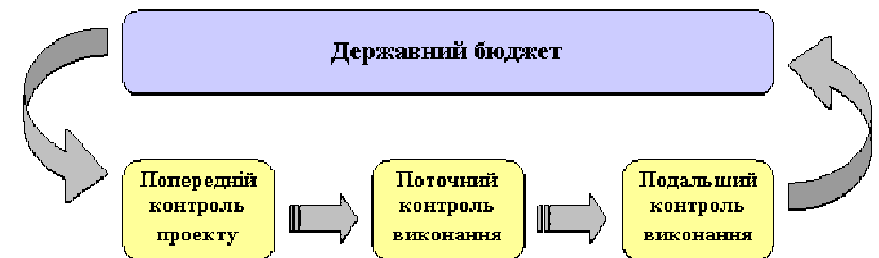 Державний бюджет
Попередній
контроль
проекту
Поточний
контроль
виконання
Подальший
контроль
виконання